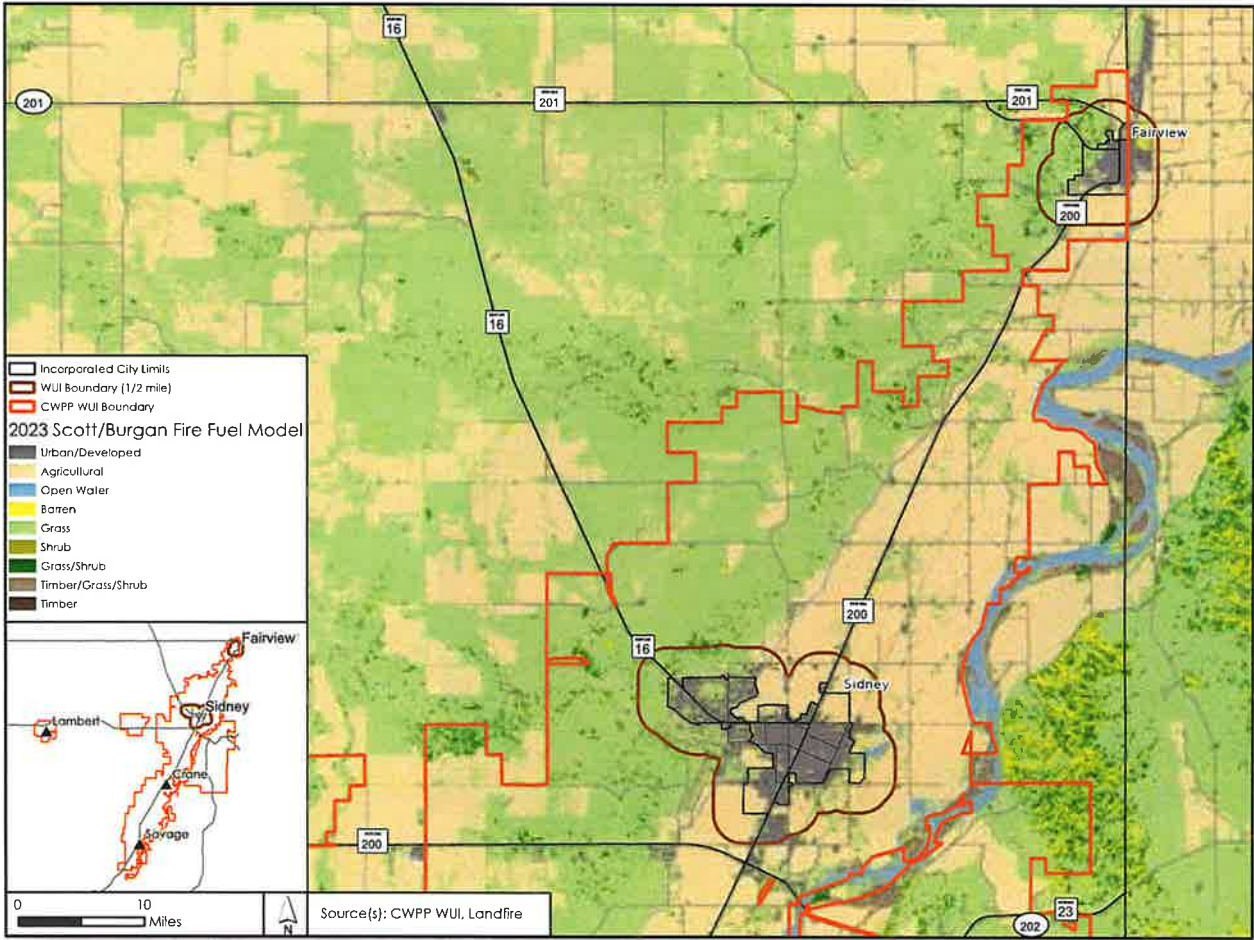 16
201
201
201
Fairview
200
16
Incorporated City Limits
WUI Boundary (1/2 mile)
CWPP WUI Boundary
2023 Scott/Burgan Fire Fuel Model
Urban/Developed
Agricultural
Open Water
Barren
Grass
Shrub
Grass/Shrub
Timber/Grass/Shrub
Timber
200
16
Sidney
Fairview
Sidney
Lambert
Crane
Savage
200
23
202
0 10
Miles
N
Source(s): CWPP WUI, Landfire